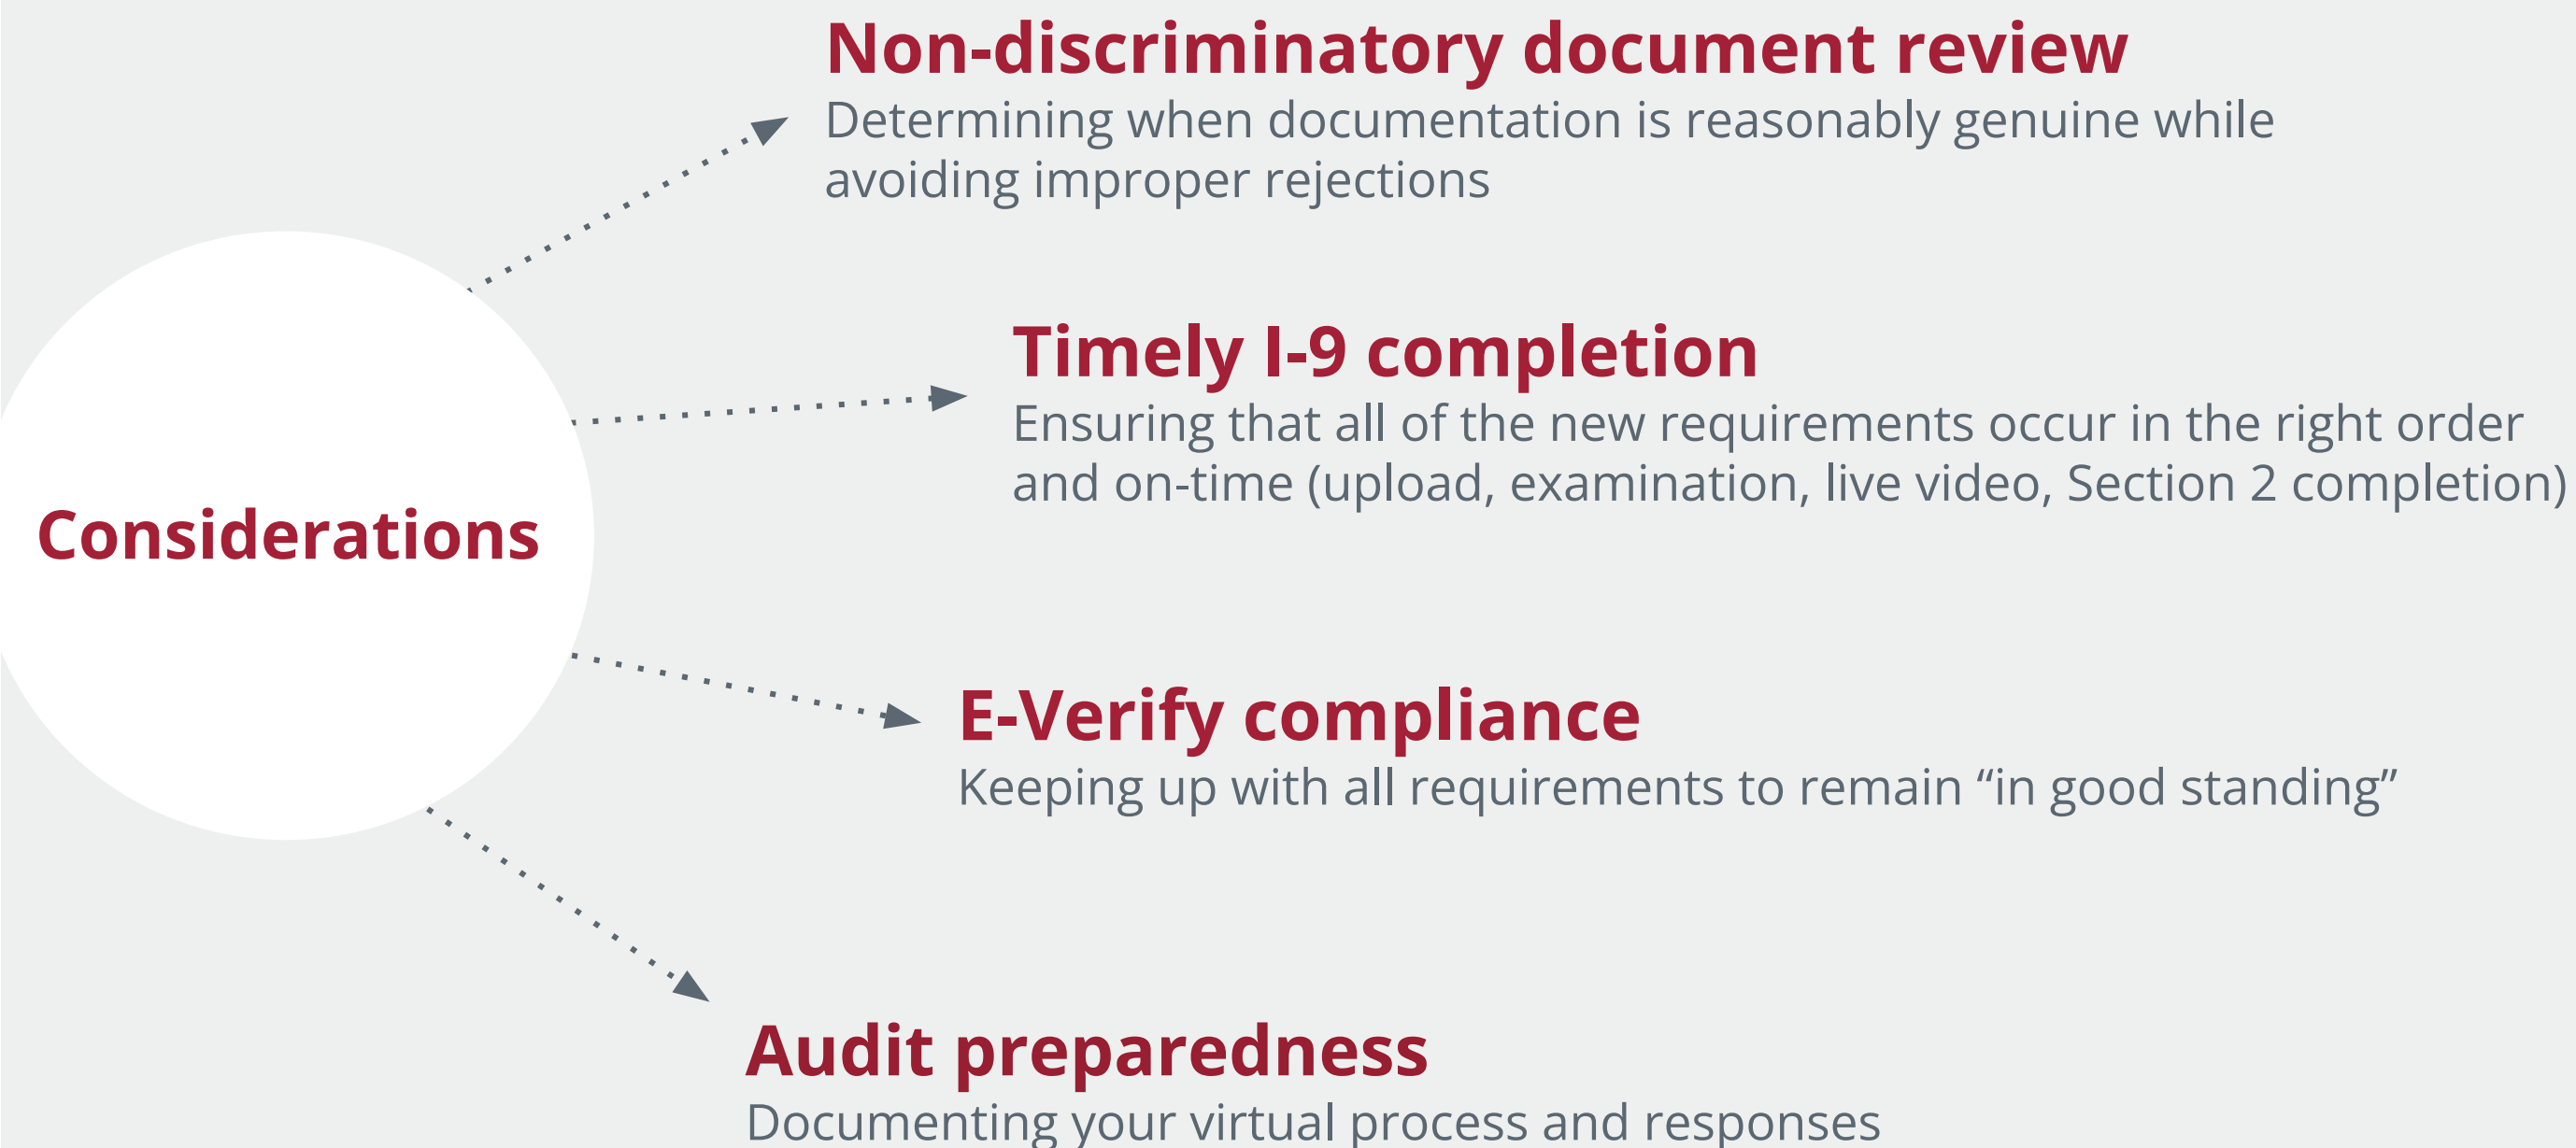 Non-discriminatory document review
Determining when documentation is reasonably genuine while
avoiding improper rejections
Timely I-9 completion
Ensuring that all of the new requirements occur in the right order
and on-time (upload, examination, live video, Section 2 completion)
Considerations
E-Verify compliance
Keeping up with all requirements to remain “in good standing”
Audit preparedness
Documenting your virtual process and responses